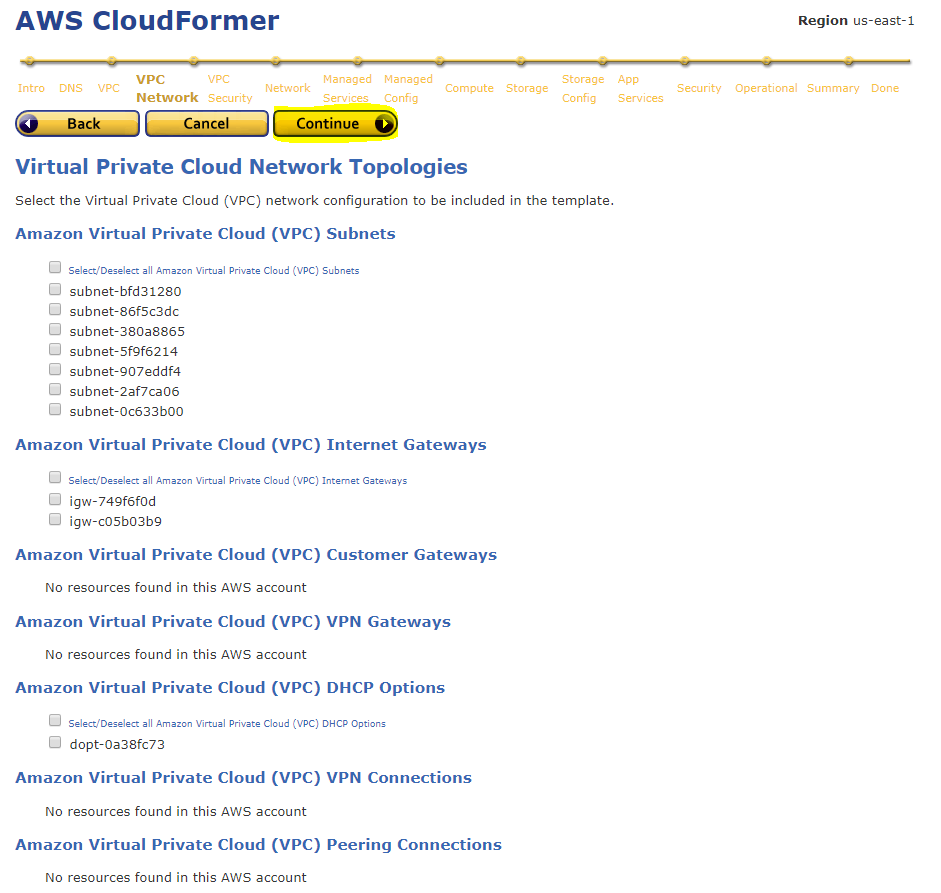 AWS CloudFormer
Region us-east-1
Intro DNS VPC VPC Network VPC Security Network Managed Services Managed Config Compute Storage Storage Config App Services Security Operational Summary Done
Back Cancel Continue
Virtual Private Cloud Network Topologies
Select the Virtual Private Cloud (VPC) network configuration to be included in the template.
Amazon Virtual Private Cloud (VPC) Subnets
Select/Deselect all Amazon Virtual Private Cloud (VPC) Subnets
subnet-bfd31280
subnet-86f5c3dc
subnet-380a8865
subnet-5f9f6214
subnet-907eddf4
subnet-2af7ca06
subnet-0c633b00
Amazon Virtual Private Cloud (VPC) Internet Gateways
Select/Deselect all Amazon Virtual Private Cloud (VPC) Internet Gateways
igw-749f6f0d
igw-c05b03b9
Amazon Virtual Private Cloud (VPC) Customer Gateways
No resources found in this AWS account
Amazon Virtual Private Cloud (VPC) VPN Gateways
No resources found in this AWS account
Amazon Virtual Private Cloud (VPC) DHCP Options
Select/Deselect all Amazon Virtual Private Cloud (VPC) DHCP Options
dopt-0a38fc73
Amazon Virtual Private Cloud (VPC) VPN Connections
No resources found in this AWS account
Amazon Virtual Private Cloud (VPC) Peering Connections
No resources found in this AWS account